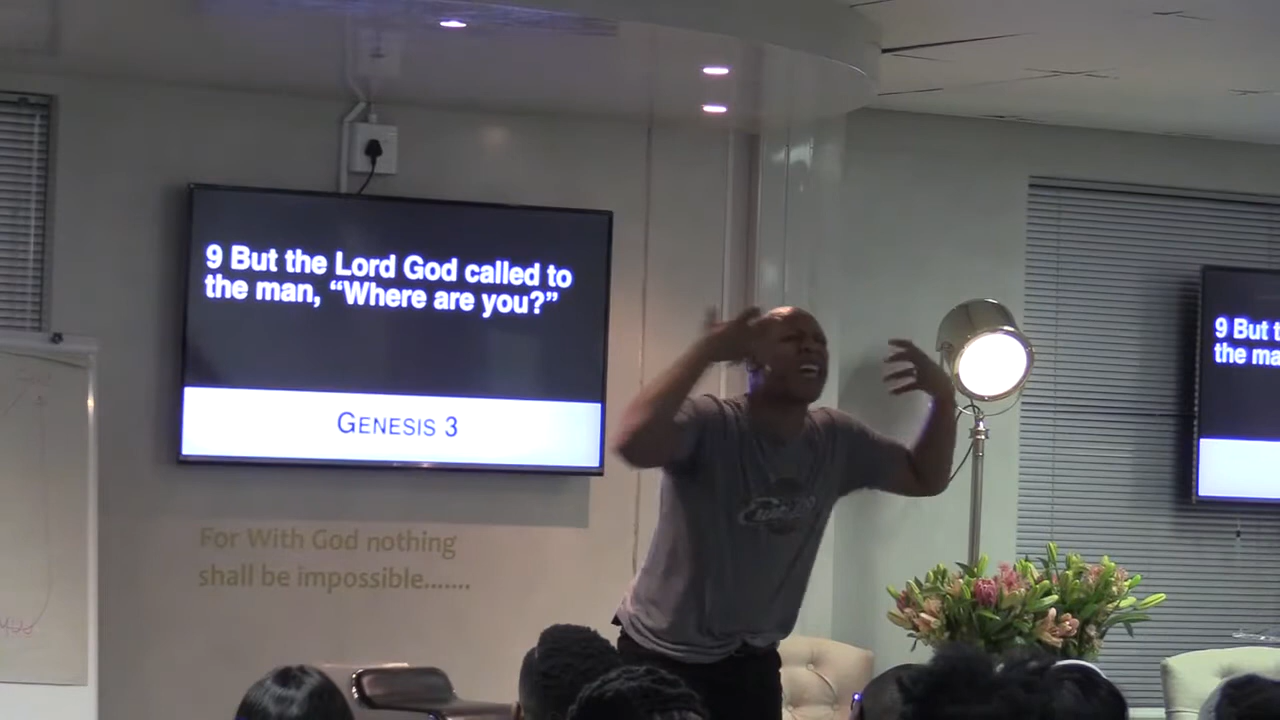 9 But the Lord God called to
the man, “Where are you?”
GENESIS 3
For With God nothing
shall be impossible.......
9 But t
the ma